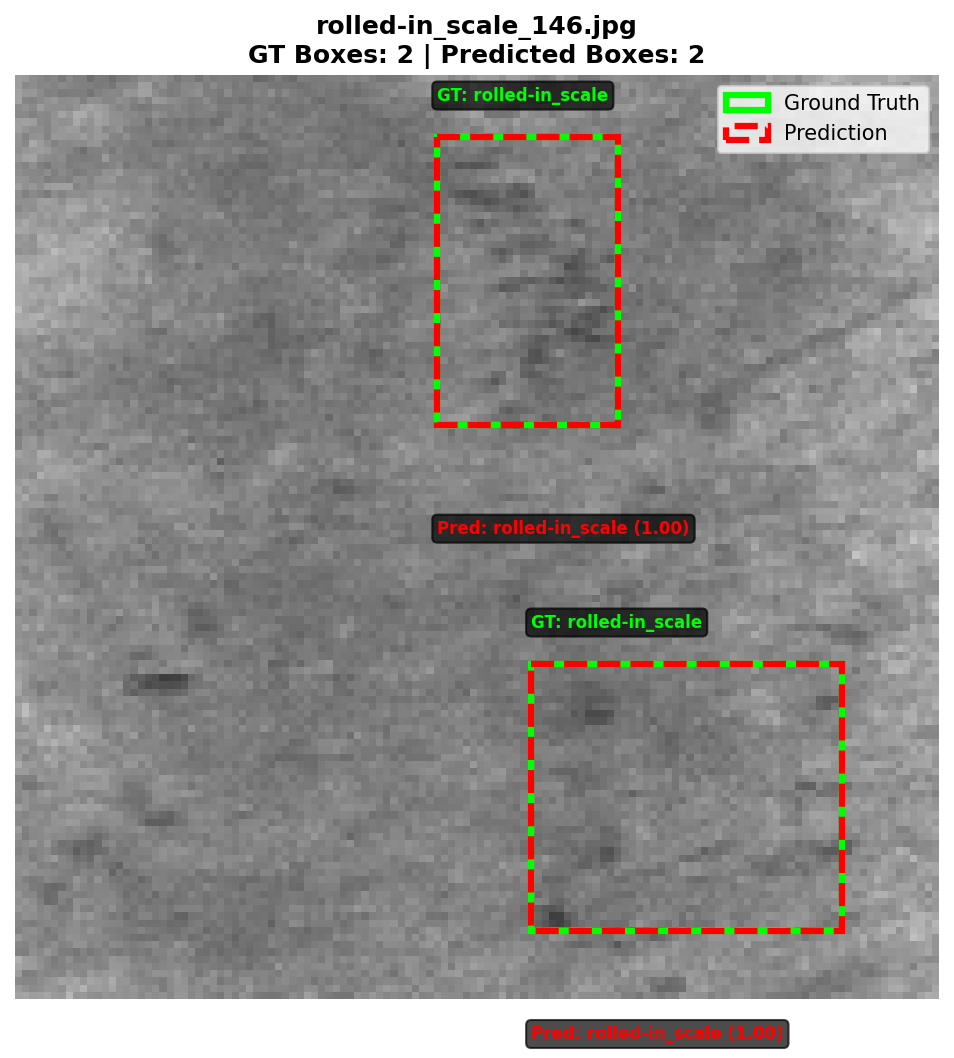 rolled-in_scale_146.jpg
GT Boxes: 2 | Predicted Boxes: 2
GT: rolled-in_scale
Ground Truth
Prediction
Pred: rolled-in_scale (1.00)
GT: rolled-in_scale
Pred: rolled-in_scale (1.00)